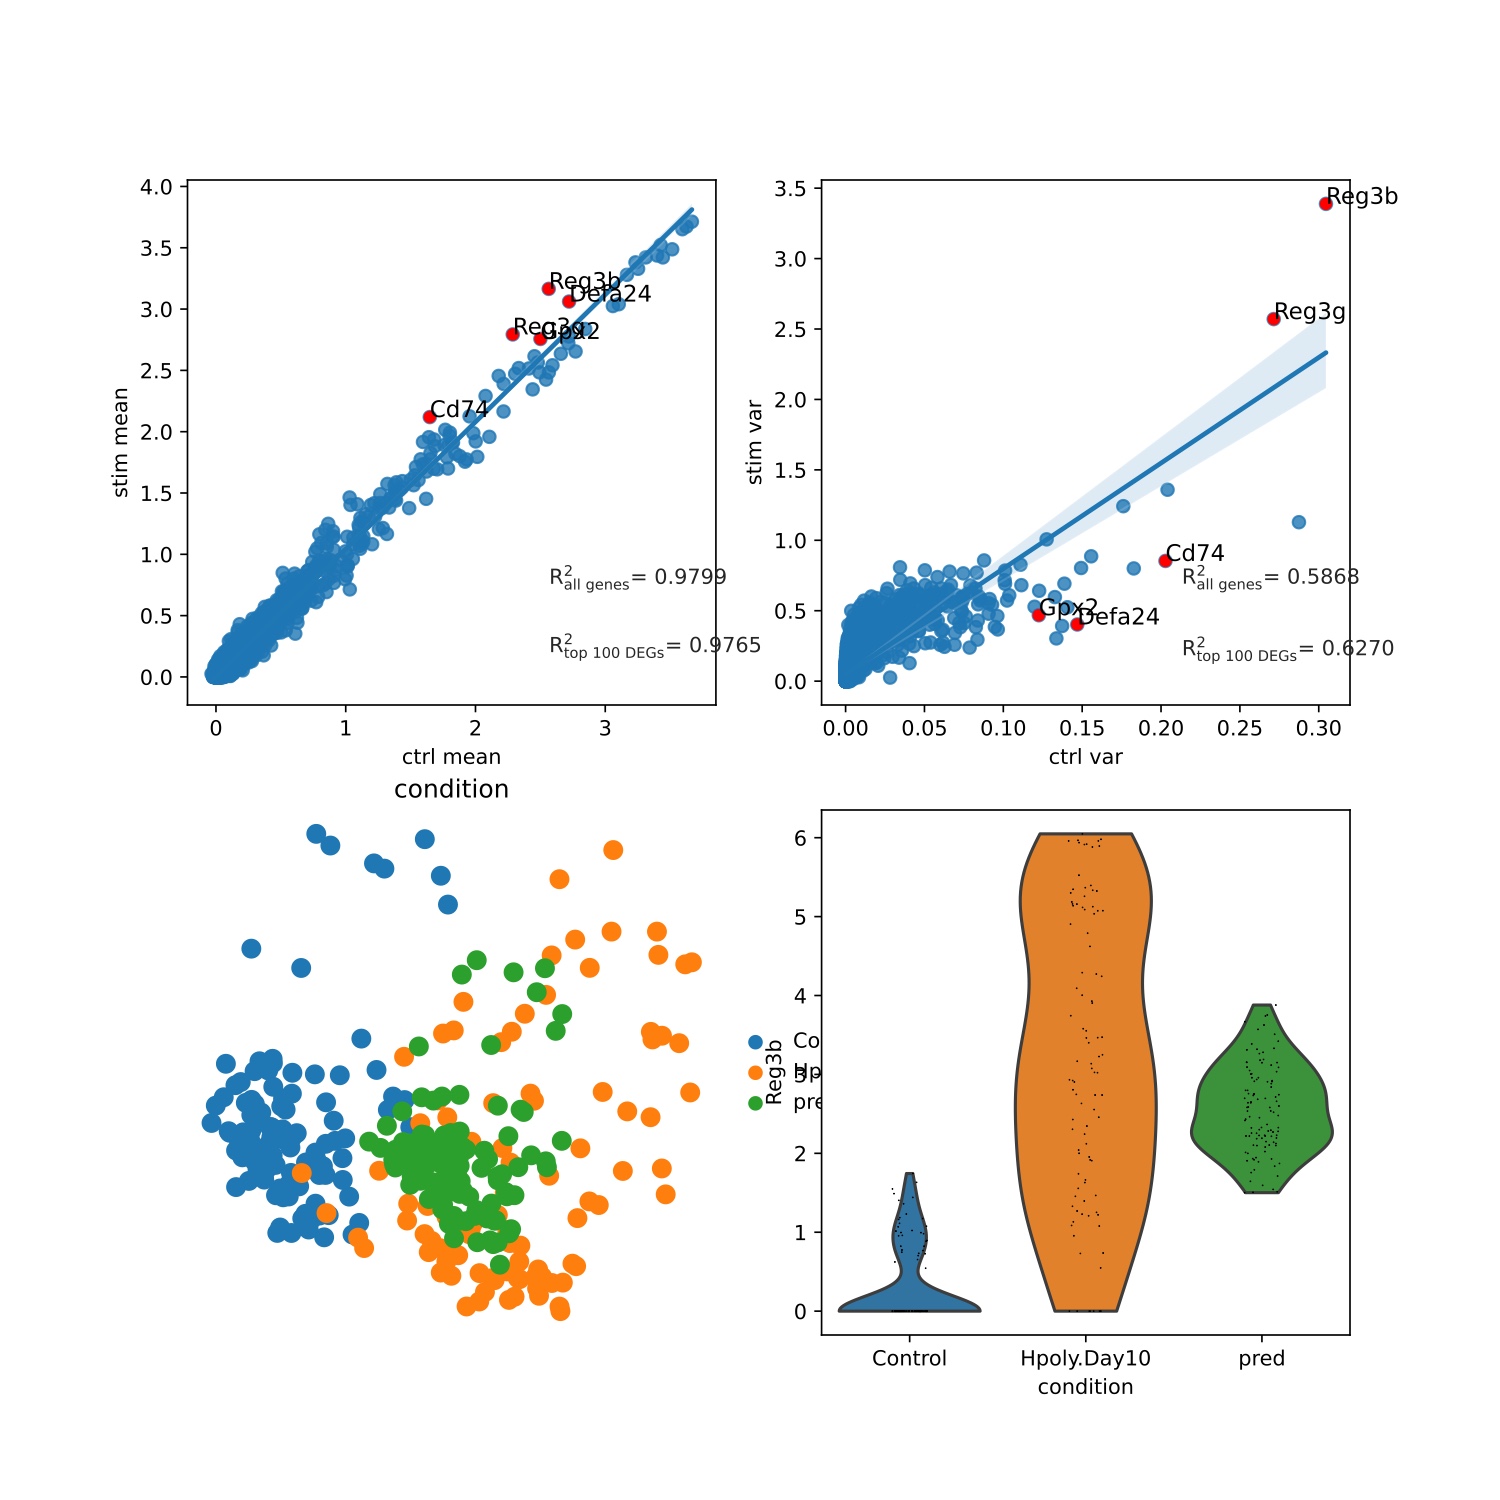 4.0
3.5
3.0
2.5
2.0
1.5
1.0
0.5
0.0
stim mean
Reg3b
Defa24
Reg3g
Gpx2
Cd74
R²all genes= 0.9799
R²top 100 DEGs= 0.9765
0 1 2 3
ctrl mean
3.5
3.0
2.5
2.0
1.5
1.0
0.5
0.0
stim var
Reg3b
Reg3g
Cd74
Gpx2
Defa24
R²all genes= 0.5868
R²top 100 DEGs= 0.6270
0.00 0.05 0.10 0.15 0.20 0.25 0.30
ctrl var
condition
Co
Hp
pre
Reg3b
6
5
4
3
2
1
0
Control Hpoly.Day10 pred
condition